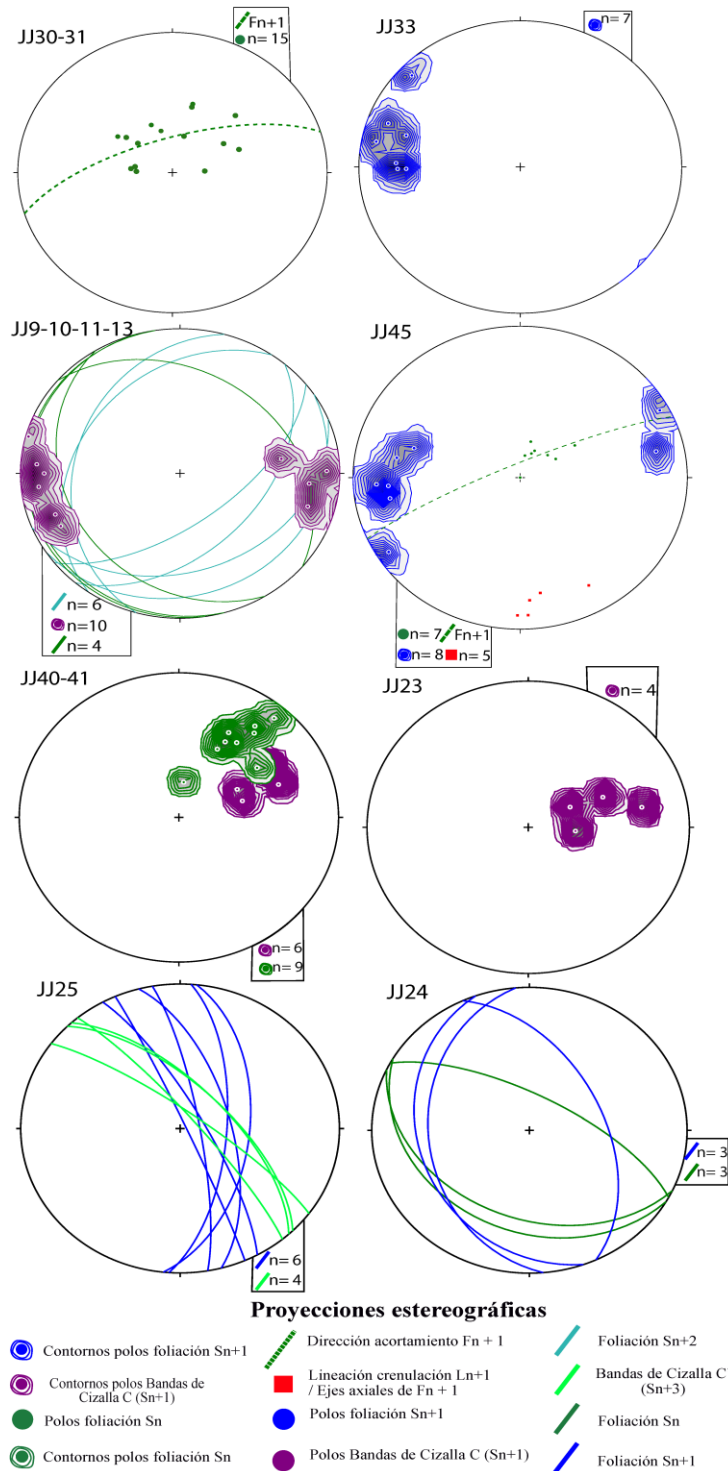 JJ30-31
Fn+1
n= 15
JJ33
n= 7
JJ9-10-11-13
n= 6
n=10
n= 4
JJ45
n= 7 Fn+1
n= 8 n= 5
JJ40-41
n= 6
n= 9
JJ23
n= 4
JJ25
n= 6
n= 4
JJ24
n= 3
n= 3
Proyecciones estereográficas
Contornos polos foliación Sn+1
Contornos polos Bandas de
Cizalla C (Sn+1)
Polos foliación Sn
Contornos polos foliación Sn
Dirección acortamiento Fn + 1
Lineación crenulación Ln+1
/ Ejes axiales de Fn + 1
Polos foliación Sn+1
Polos Bandas de Cizalla C (Sn+1)
Foliación Sn+2
Bandas de Cizalla C'
(Sn+3)
Foliación Sn
Foliación Sn+1